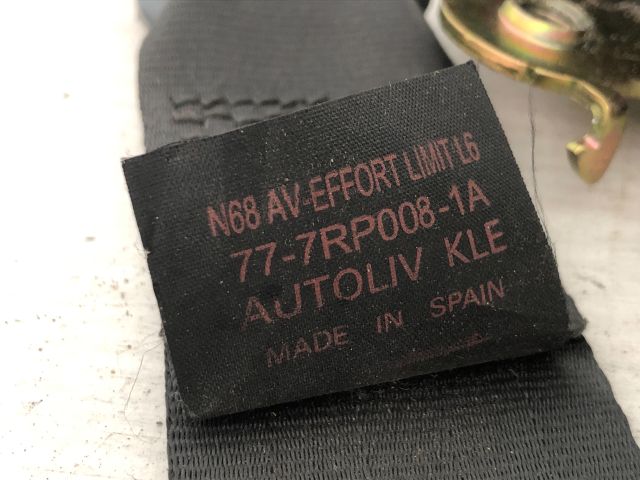 N68 AV-EFFORT LIMIT L6
77-7RP008-1A
AUTOLIV KLE
MADE IN SPAIN